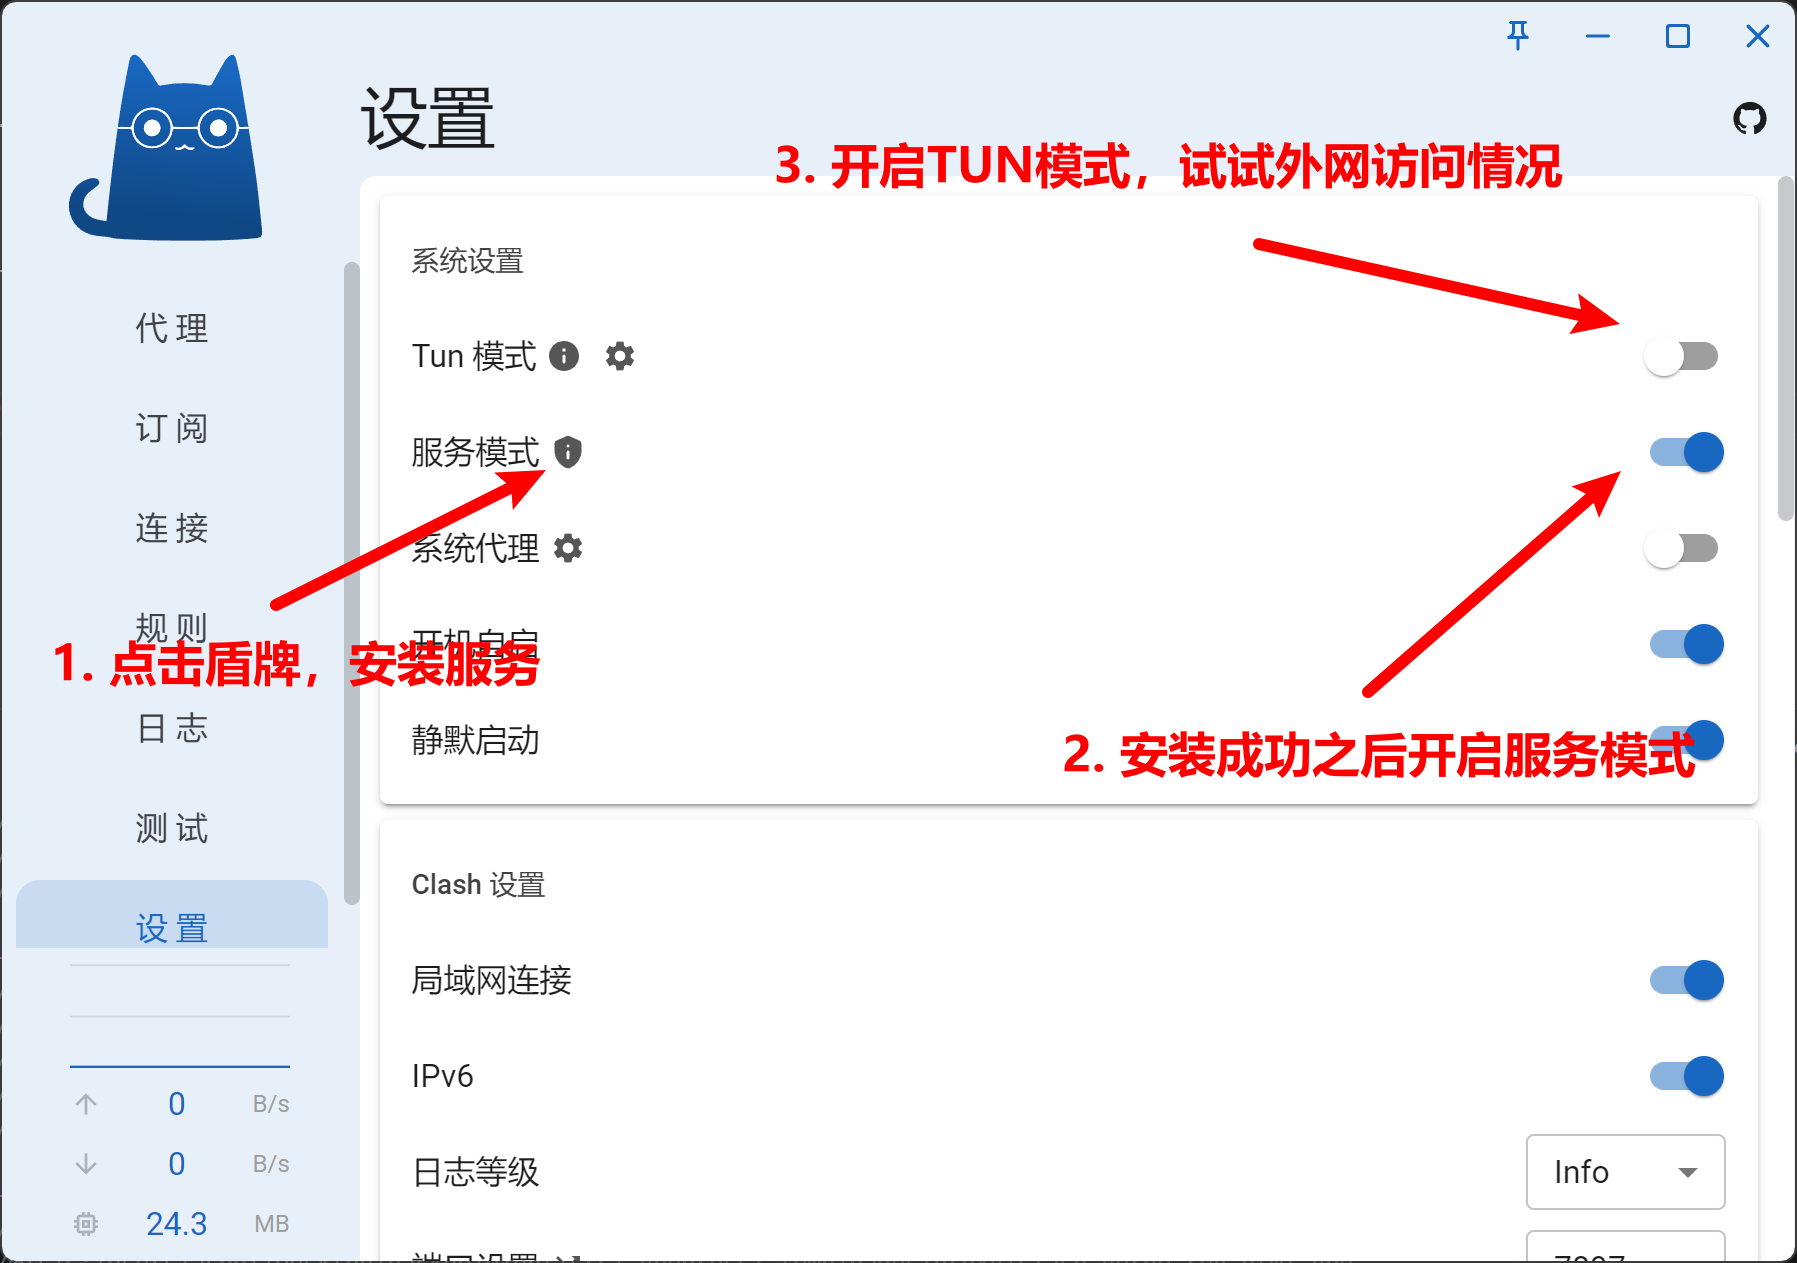 设置
3. 开启TUN模式，试试外网访问情况
系统设置
代理
Tun 模式
订阅
服务模式
连接
系统代理
规则
开机自启
1. 点击盾牌，安装服务
日志
静默启动
2. 安装成功之后开启服务模式
测试
设置
Clash 设置
局域网连接
IPv6
0 B/s
0 B/s
日志等级
Info
24.3 MB
端口设置
7897